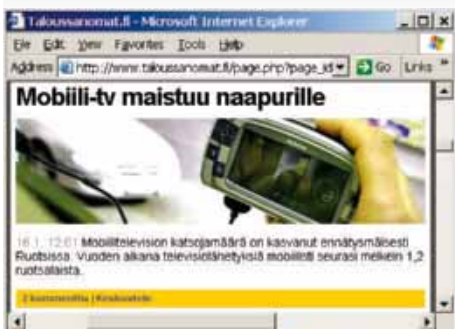 Taloussanomat.fi - Microsoft Internet Explorer
File Edit View Favorites Tools Help
Address http://www.taloussanomat.fi/page.php?page_id Go Links »
Mobiili-tv maistuu naapurille
16.1. 12:01 Mobiilitelevision katsojamäärä on kasvanut ennätysmäisesti
Ruotsissa. Vuoden aikana televisiolähetyksiä mobiilisti seurasi melkein 1,2
ruotsalaista.
2 kommenttia | Keskustele